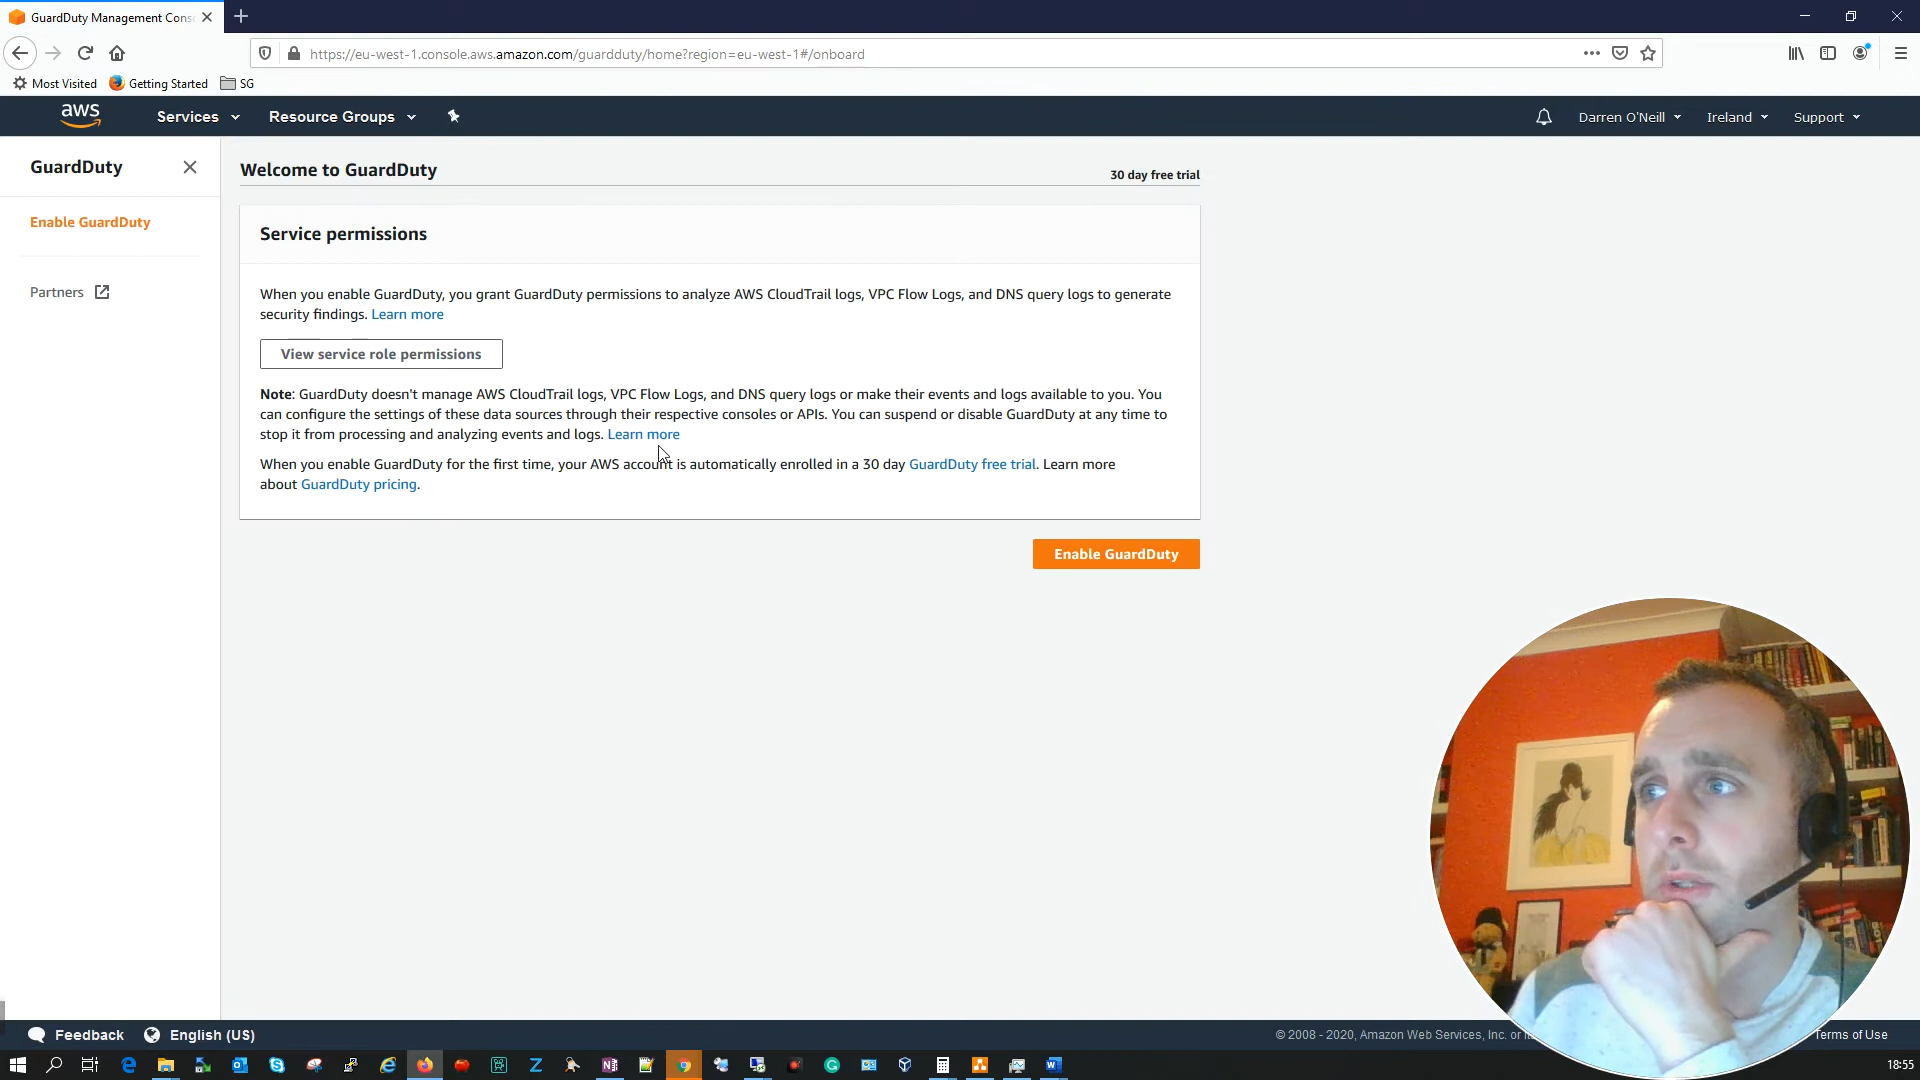 GuardDuty Management Cons
https://eu-west-1.console.aws.amazon.com/guardduty/home?region=eu-west-1#/onboard
Most Visited Getting Started SG
aws Services Resource Groups Darren O'Neill Ireland Support
GuardDuty
Enable GuardDuty
Partners
Welcome to GuardDuty
30 day free trial
Service permissions
When you enable GuardDuty, you grant GuardDuty permissions to analyze AWS CloudTrail logs, VPC Flow Logs, and DNS query logs to generate
security findings. Learn more
View service role permissions
Note: GuardDuty doesn't manage AWS CloudTrail logs, VPC Flow Logs, and DNS query logs or make their events and logs available to you. You
can configure the settings of these data sources through their respective consoles or APIs. You can suspend or disable GuardDuty at any time to
stop it from processing and analyzing events and logs. Learn more
When you enable GuardDuty for the first time, your AWS account is automatically enrolled in a 30 day GuardDuty free trial. Learn more
about GuardDuty pricing.
Enable GuardDuty
Feedback English (US) © 2008 - 2020, Amazon Web Services, Inc. or Terms of Use
18:55